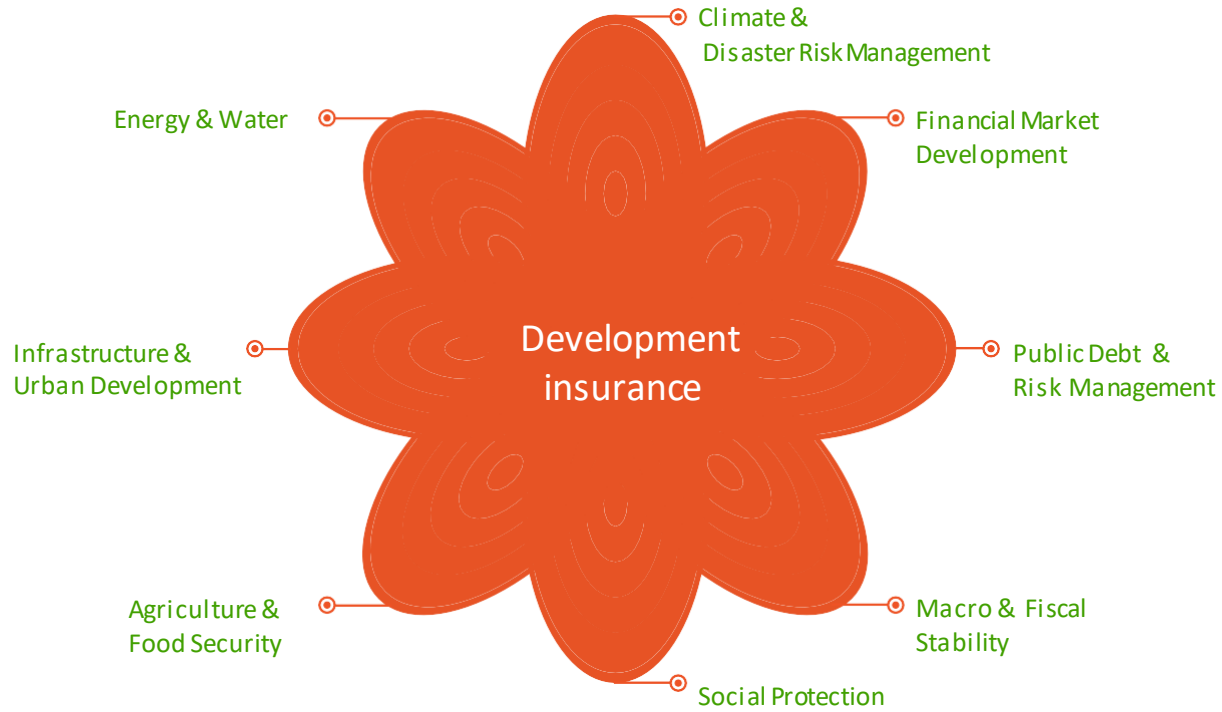 Climate &
Disaster Risk Management
Energy & Water
Financial Market
Development
Development
insurance
Infrastructure &
Urban Development
Public Debt &
Risk Management
Agriculture &
Food Security
Macro & Fiscal
Stability
Social Protection